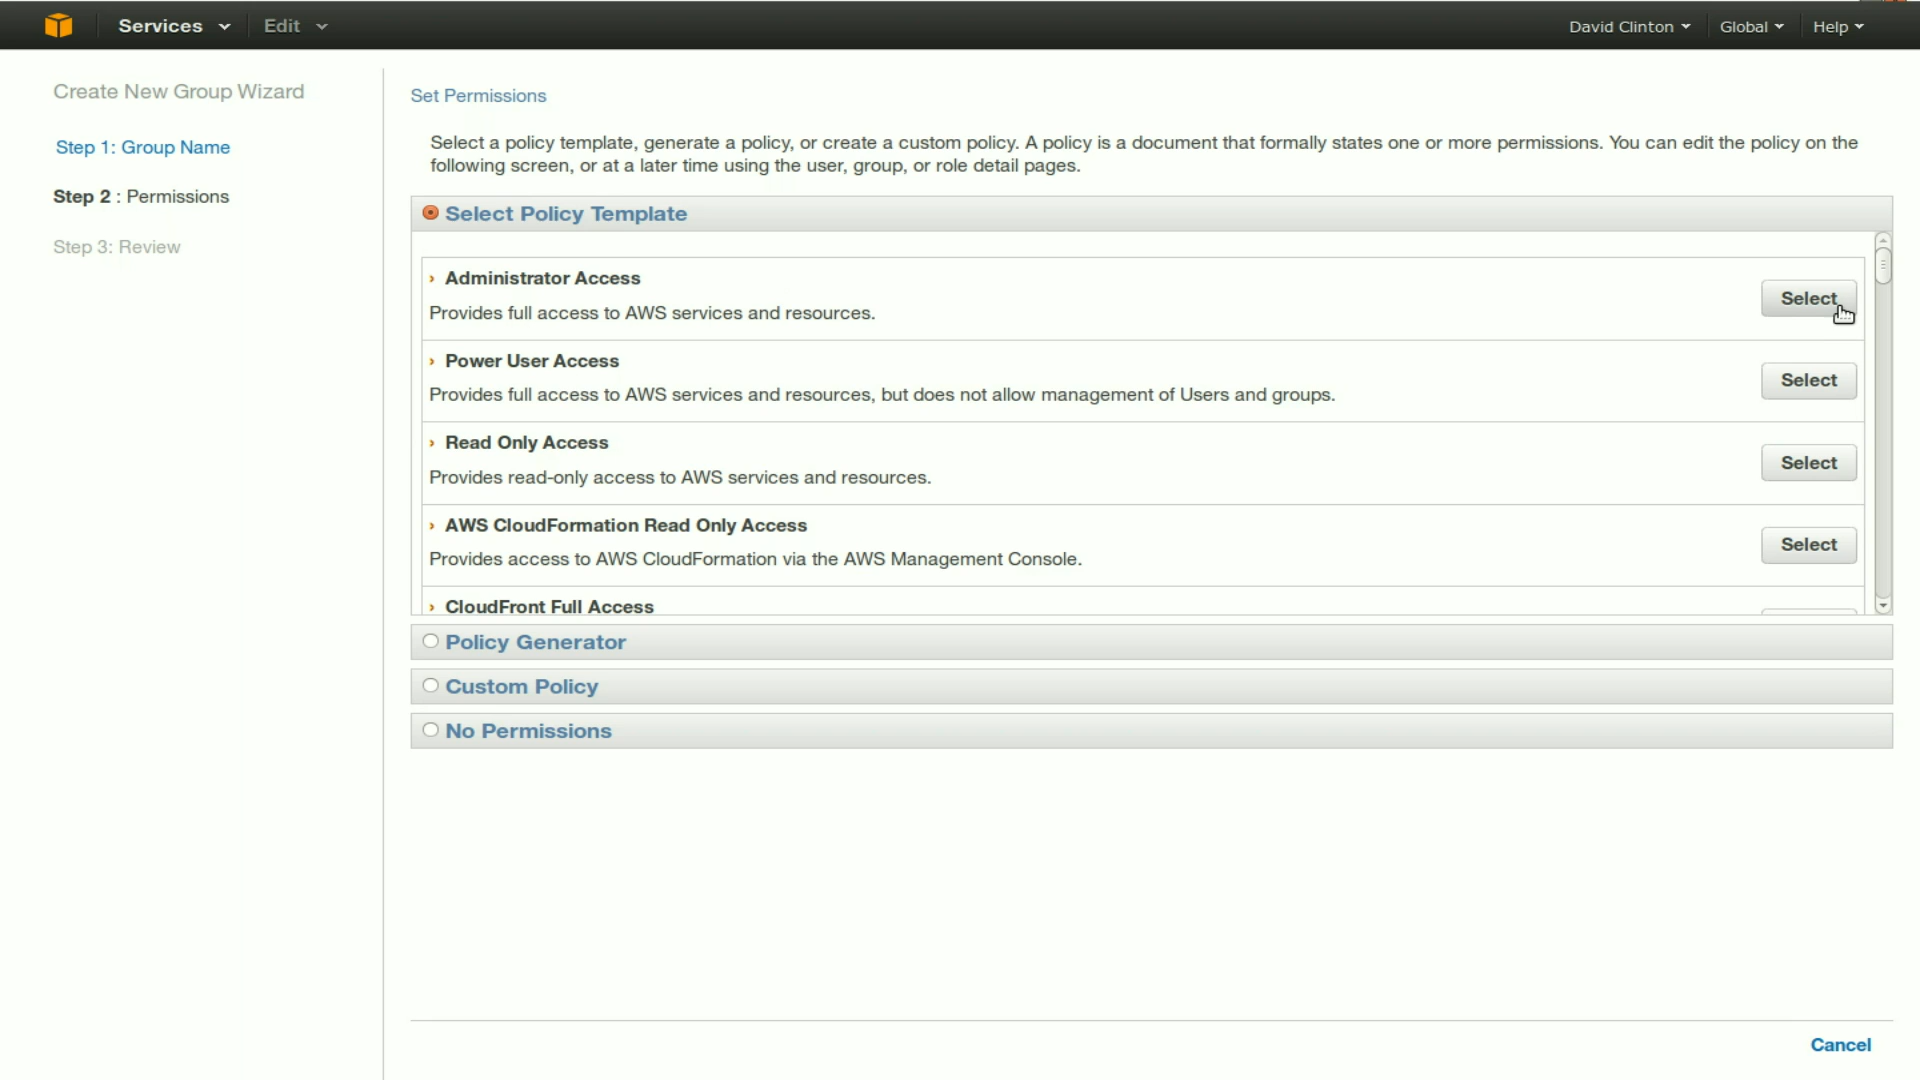 Services
Edit
David Clinton
Global
Help
Create New Group Wizard
Step 1: Group Name
Step 2 : Permissions
Step 3: Review
Set Permissions
Select a policy template, generate a policy, or create a custom policy. A policy is a document that formally states one or more permissions. You can edit the policy on the
following screen, or at a later time using the user, group, or role detail pages.
Select Policy Template
Administrator Access
Provides full access to AWS services and resources.
Select
Power User Access
Provides full access to AWS services and resources, but does not allow management of Users and groups.
Select
Read Only Access
Provides read-only access to AWS services and resources.
Select
AWS CloudFormation Read Only Access
Provides access to AWS CloudFormation via the AWS Management Console.
Select
CloudFront Full Access
Policy Generator
Custom Policy
No Permissions
Cancel